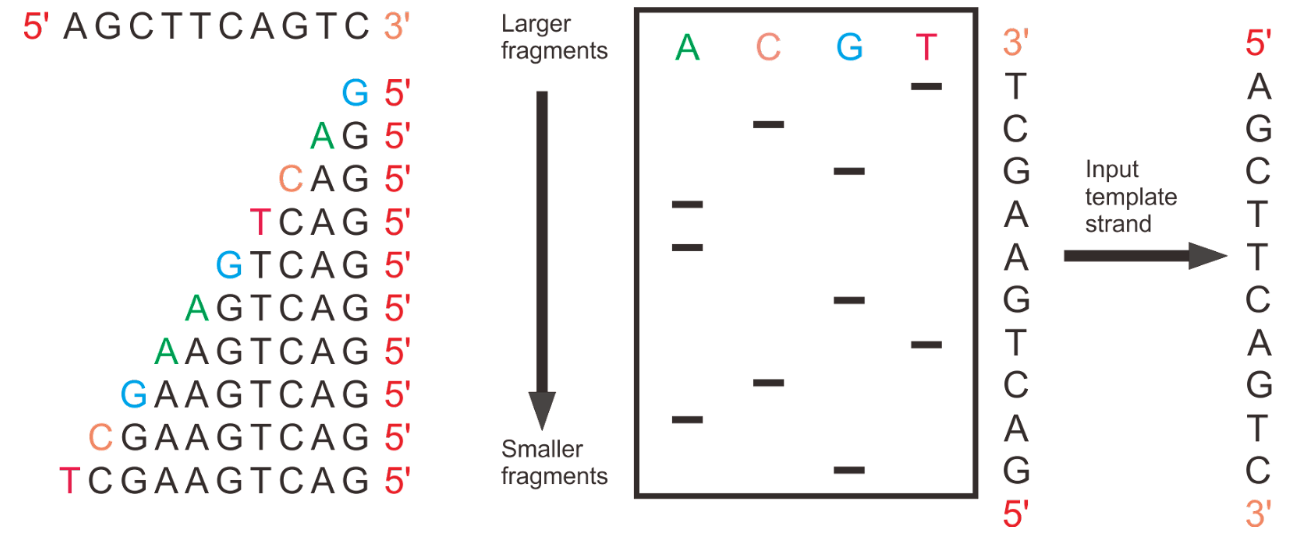 5' AGCTTCAGTC 3'
G 5'
AG 5'
CAG 5'
TCAG 5'
GTCAG 5'
AGTCAG 5'
AAGTCAG 5'
GAAGTCAG 5'
CGAAGTCAG 5'
TCGAAGTCAG 5'
Larger
fragments
Smaller
fragments
A C G T
3'
T
C
G
A
A
G
T
C
A
G
5'
Input
template
strand
5'
A
G
C
T
T
C
A
G
T
C
3'